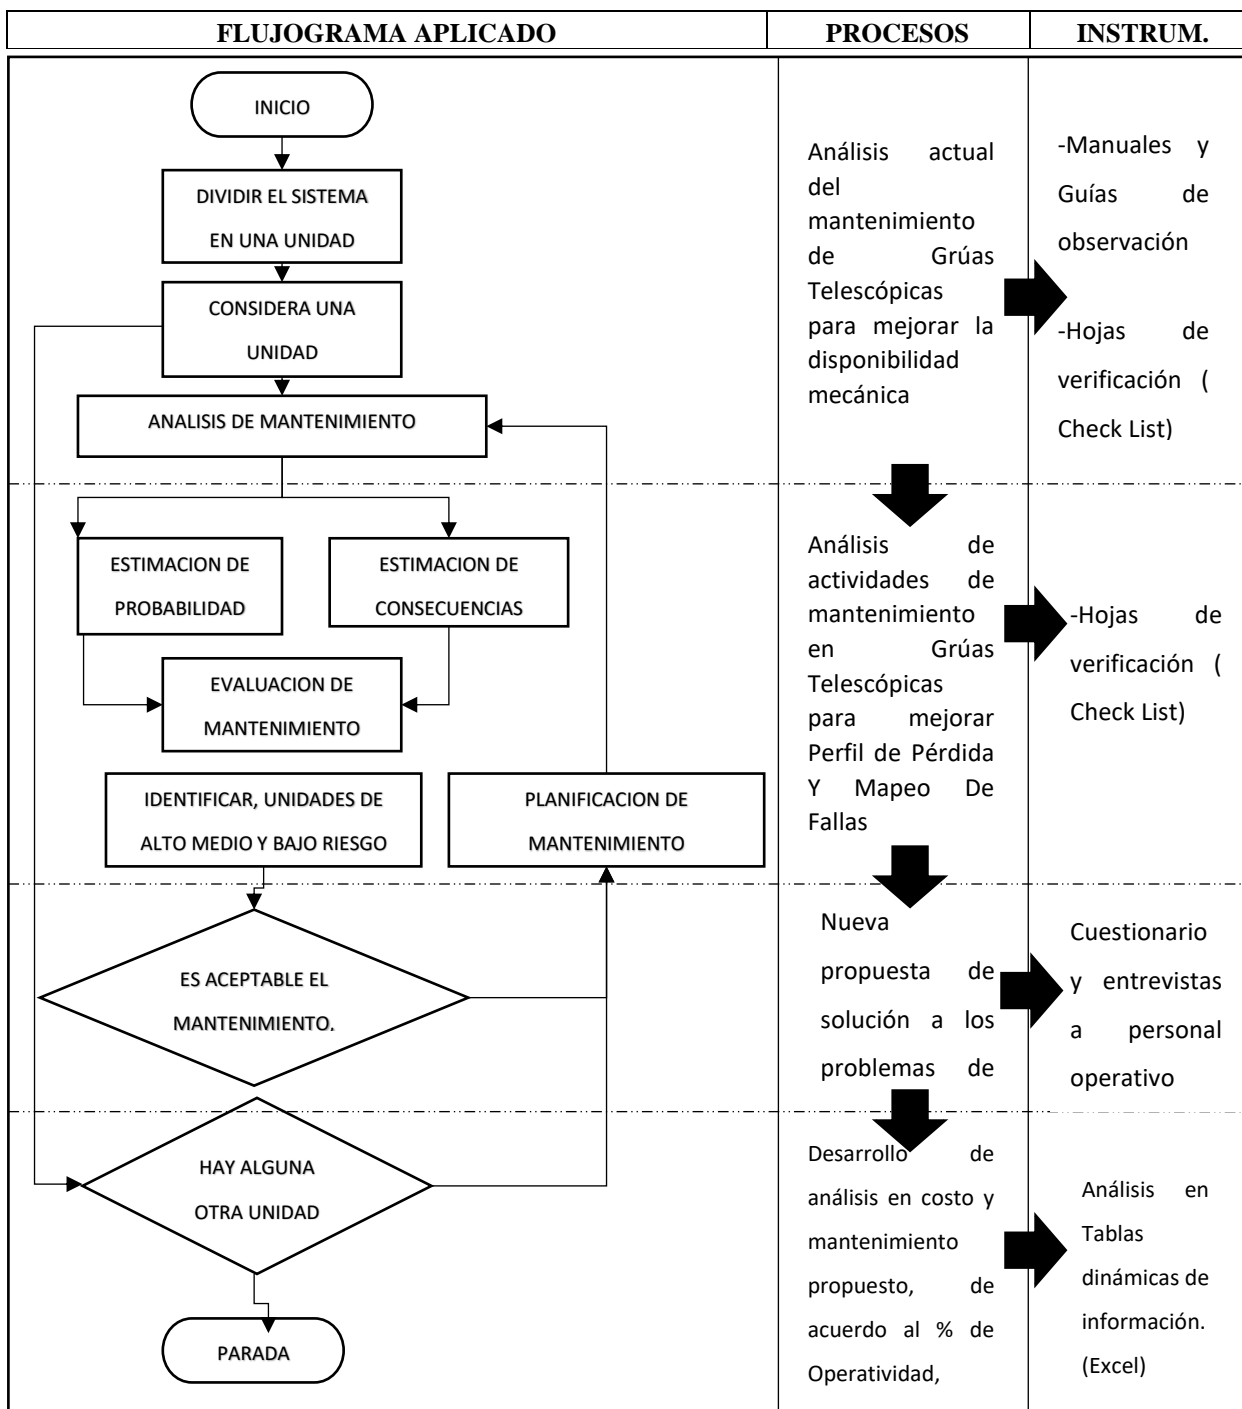 FLUJOGRAMA APLICADO
PROCESOS
INSTRUM.
INICIO
DIVIDIR EL SISTEMA
EN UNA UNIDAD
CONSIDERA UNA
UNIDAD
ANALISIS DE MANTENIMIENTO
ESTIMACION DE
PROBABILIDAD
ESTIMACION DE
CONSECUENCIAS
EVALUACION DE
MANTENIMIENTO
IDENTIFICAR, UNIDADES DE
ALTO MEDIO Y BAJO RIESGO
PLANIFICACION DE
MANTENIMIENTO
ES ACEPTABLE EL
MANTENIMIENTO.
HAY ALGUNA
OTRA UNIDAD
PARADA
Análisis actual
del
mantenimiento
de Grúas
Telescópicas
para mejorar la
disponibilidad
mecánica
Análisis de
actividades de
mantenimiento
en Grúas
Telescópicas
para mejorar
Perfil de Pérdida
Y Mapeo De
Fallas
Nueva
propuesta de
solución a los
problemas de
Desarrollo de
análisis en costo y
mantenimiento
propuesto, de
acuerdo al % de
Operatividad,
-Manuales y
Guías de
observación
-Hojas de
verificación (
Check List)
-Hojas de
verificación (
Check List)
Cuestionario
y entrevistas
a personal
operativo
Análisis en
Tablas
dinámicas de
información.
(Excel)